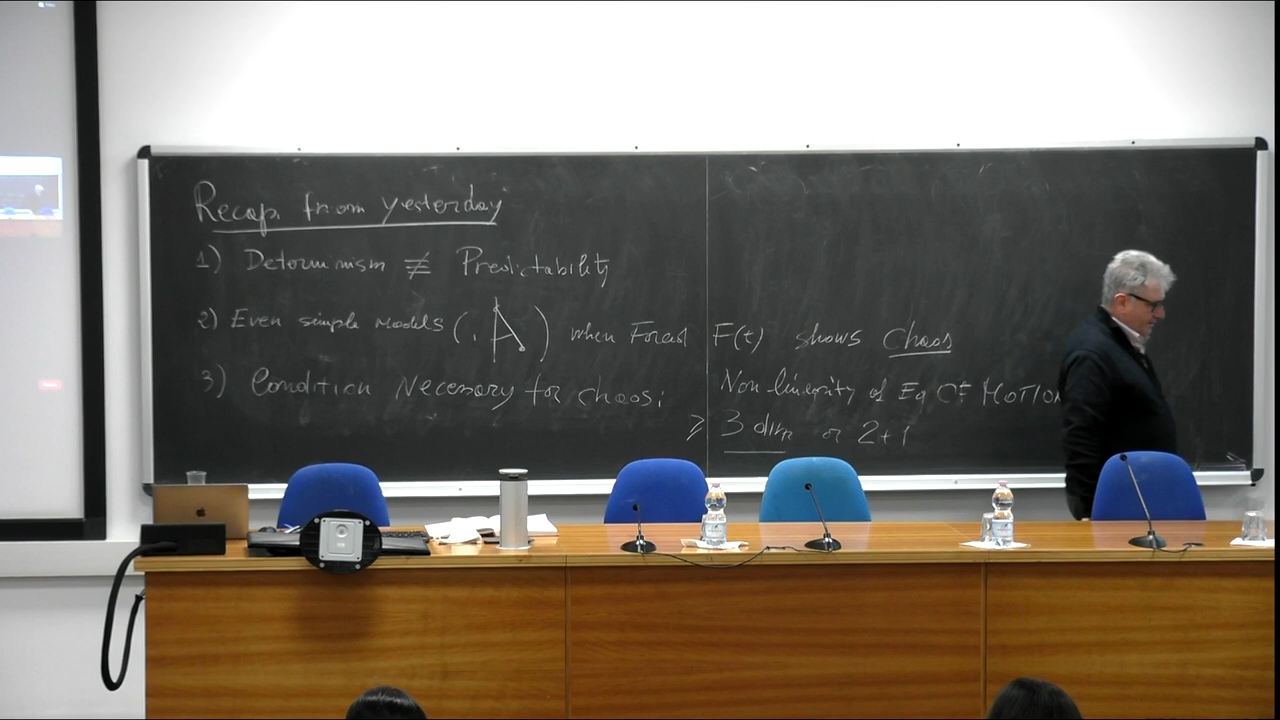 Recap from yesterday
1) Determinism ≢ Predictability
2) Even simple models (, ) when Forced F(t) shows chaos
3) Condition Necessary for chaos: Non linearity of Eq OF MOTION
≥ 3 dim or 2+1